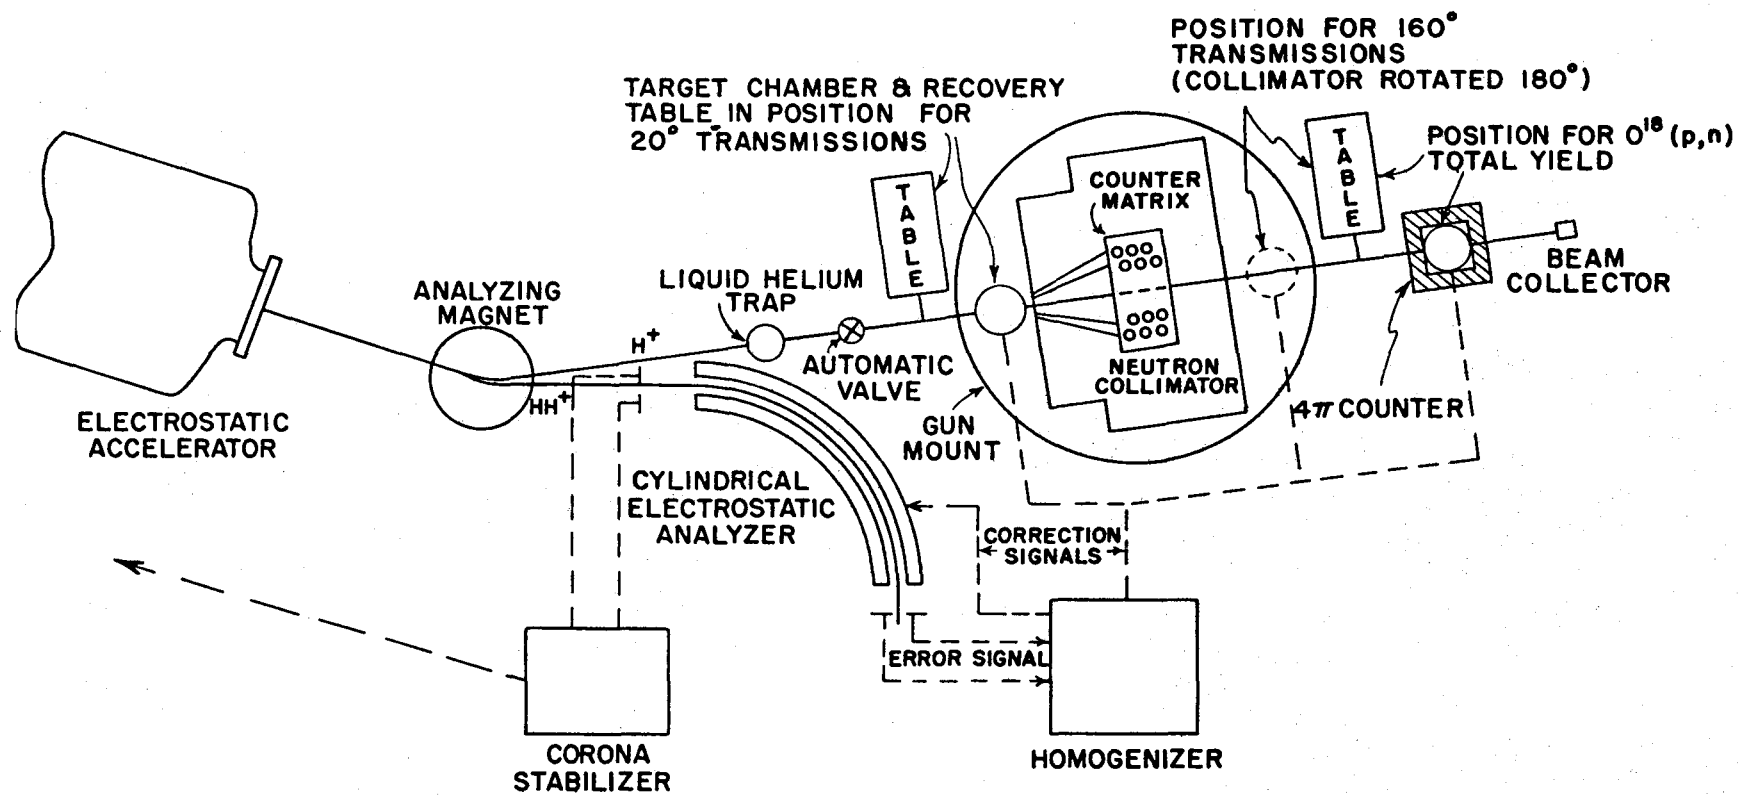 POSITION FOR 160°
TRANSMISSIONS
(COLLIMATOR ROTATED 180°)
TARGET CHAMBER & RECOVERY
TABLE IN POSITION FOR
20° TRANSMISSIONS
POSITION FOR O¹⁸(p,n)
TOTAL YIELD
TABLE
TABLE
COUNTER
MATRIX
LIQUID HELIUM
TRAP
ANALYZING
MAGNET
H⁺
HH⁺
AUTOMATIC
VALVE
NEUTRON
COLLIMATOR
BEAM
COLLECTOR
GUN
MOUNT
4π COUNTER
ELECTROSTATIC
ACCELERATOR
CYLINDRICAL
ELECTROSTATIC
ANALYZER
CORRECTION
SIGNALS
ERROR SIGNAL
CORONA
STABILIZER
HOMOGENIZER